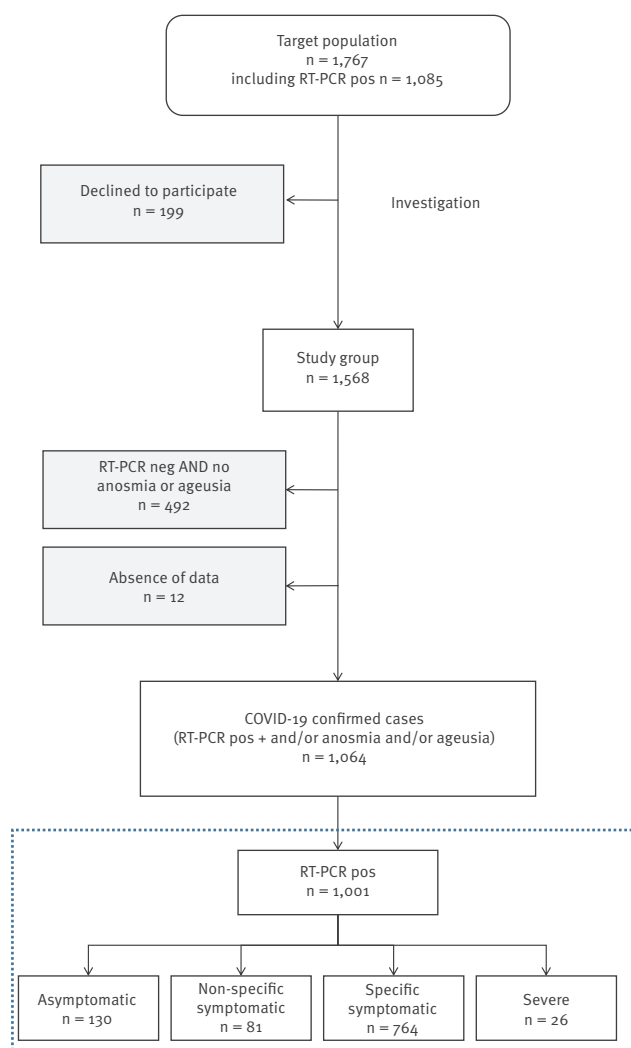 Target population
n = 1,767
including RT-PCR pos n = 1,085
Declined to participate
n = 199
Investigation
Study group
n = 1,568
RT-PCR neg AND no
anosmia or ageusia
n = 492
Absence of data
n = 12
COVID-19 confirmed cases
(RT-PCR pos + and/or anosmia and/or ageusia)
n = 1,064
RT-PCR pos
n = 1,001
Asymptomatic
n = 130
Non-specific
symptomatic
n = 81
Specific
symptomatic
n = 764
Severe
n = 26